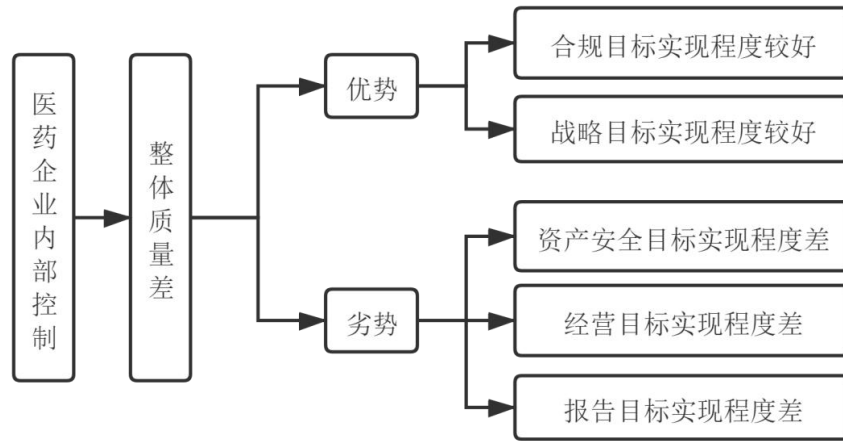 医药企业内部控制
整体质量差
优势
合规目标实现程度较好
战略目标实现程度较好
劣势
资产安全目标实现程度差
经营目标实现程度差
报告目标实现程度差